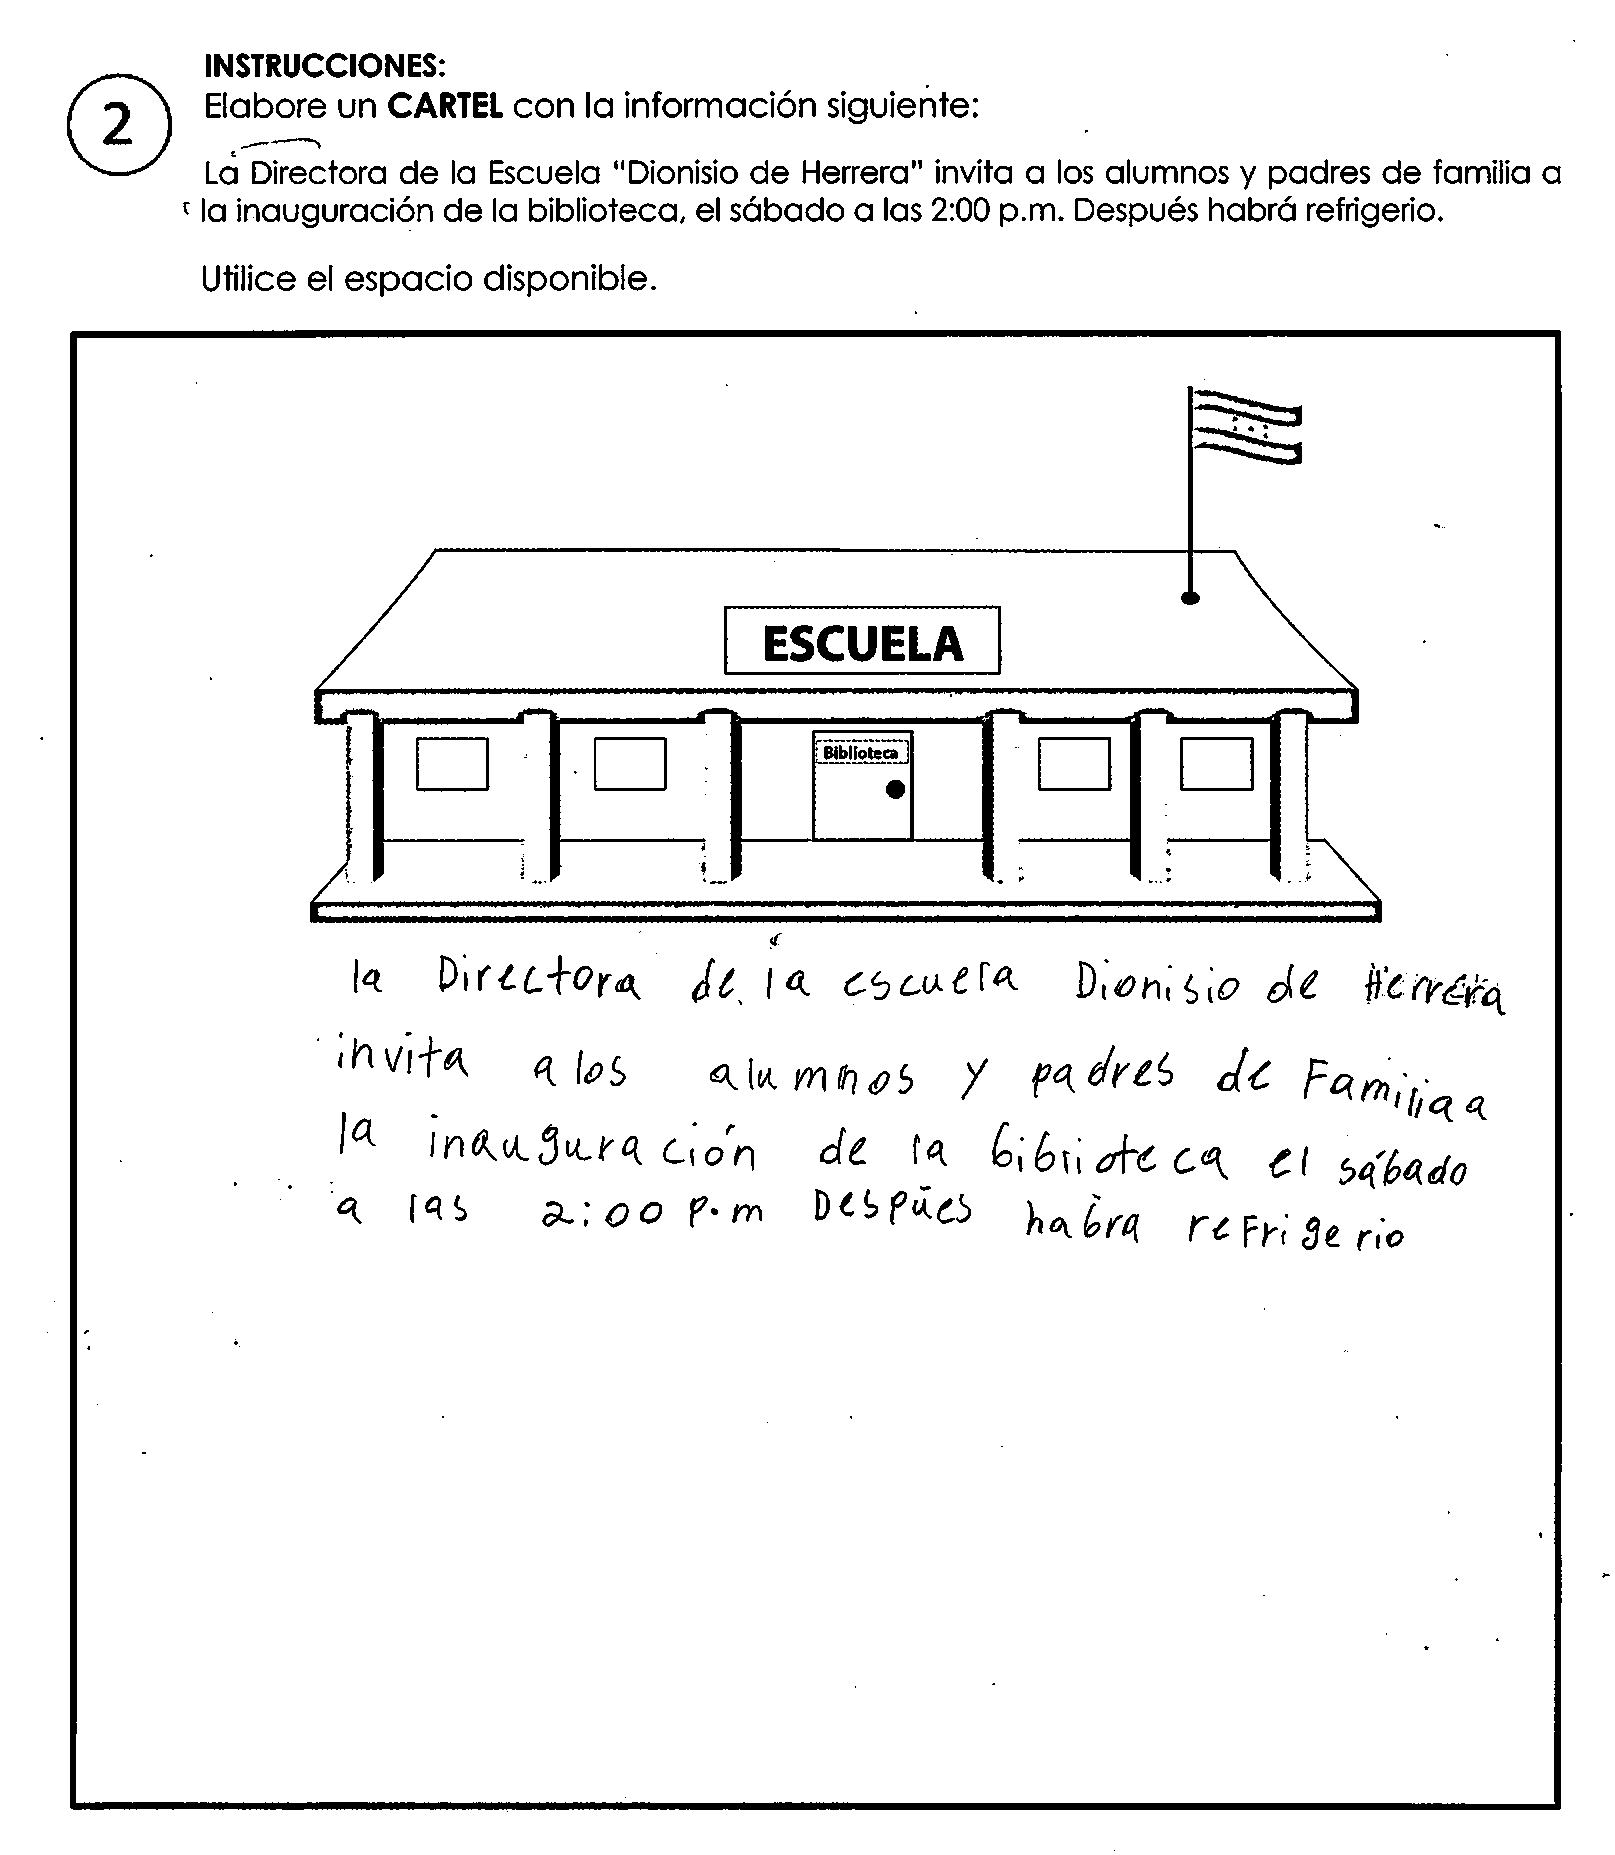 INSTRUCCIONES:
2
Elabore un CARTEL con la información siguiente:
La Directora de la Escuela "Dionisio de Herrera" invita a los alumnos y padres de familia a
la inauguración de la biblioteca, el sábado a las 2:00 p.m. Después habrá refrigerio.
Utilice el espacio disponible.
ESCUELA
Biblioteca
la Directora de la escuela Dionisio de Herrera
invita a los alumnos y padres de Familia a
la inauguración de la biblioteca el sábado
a las 2:00 P.m Despúes habra reFrigerio